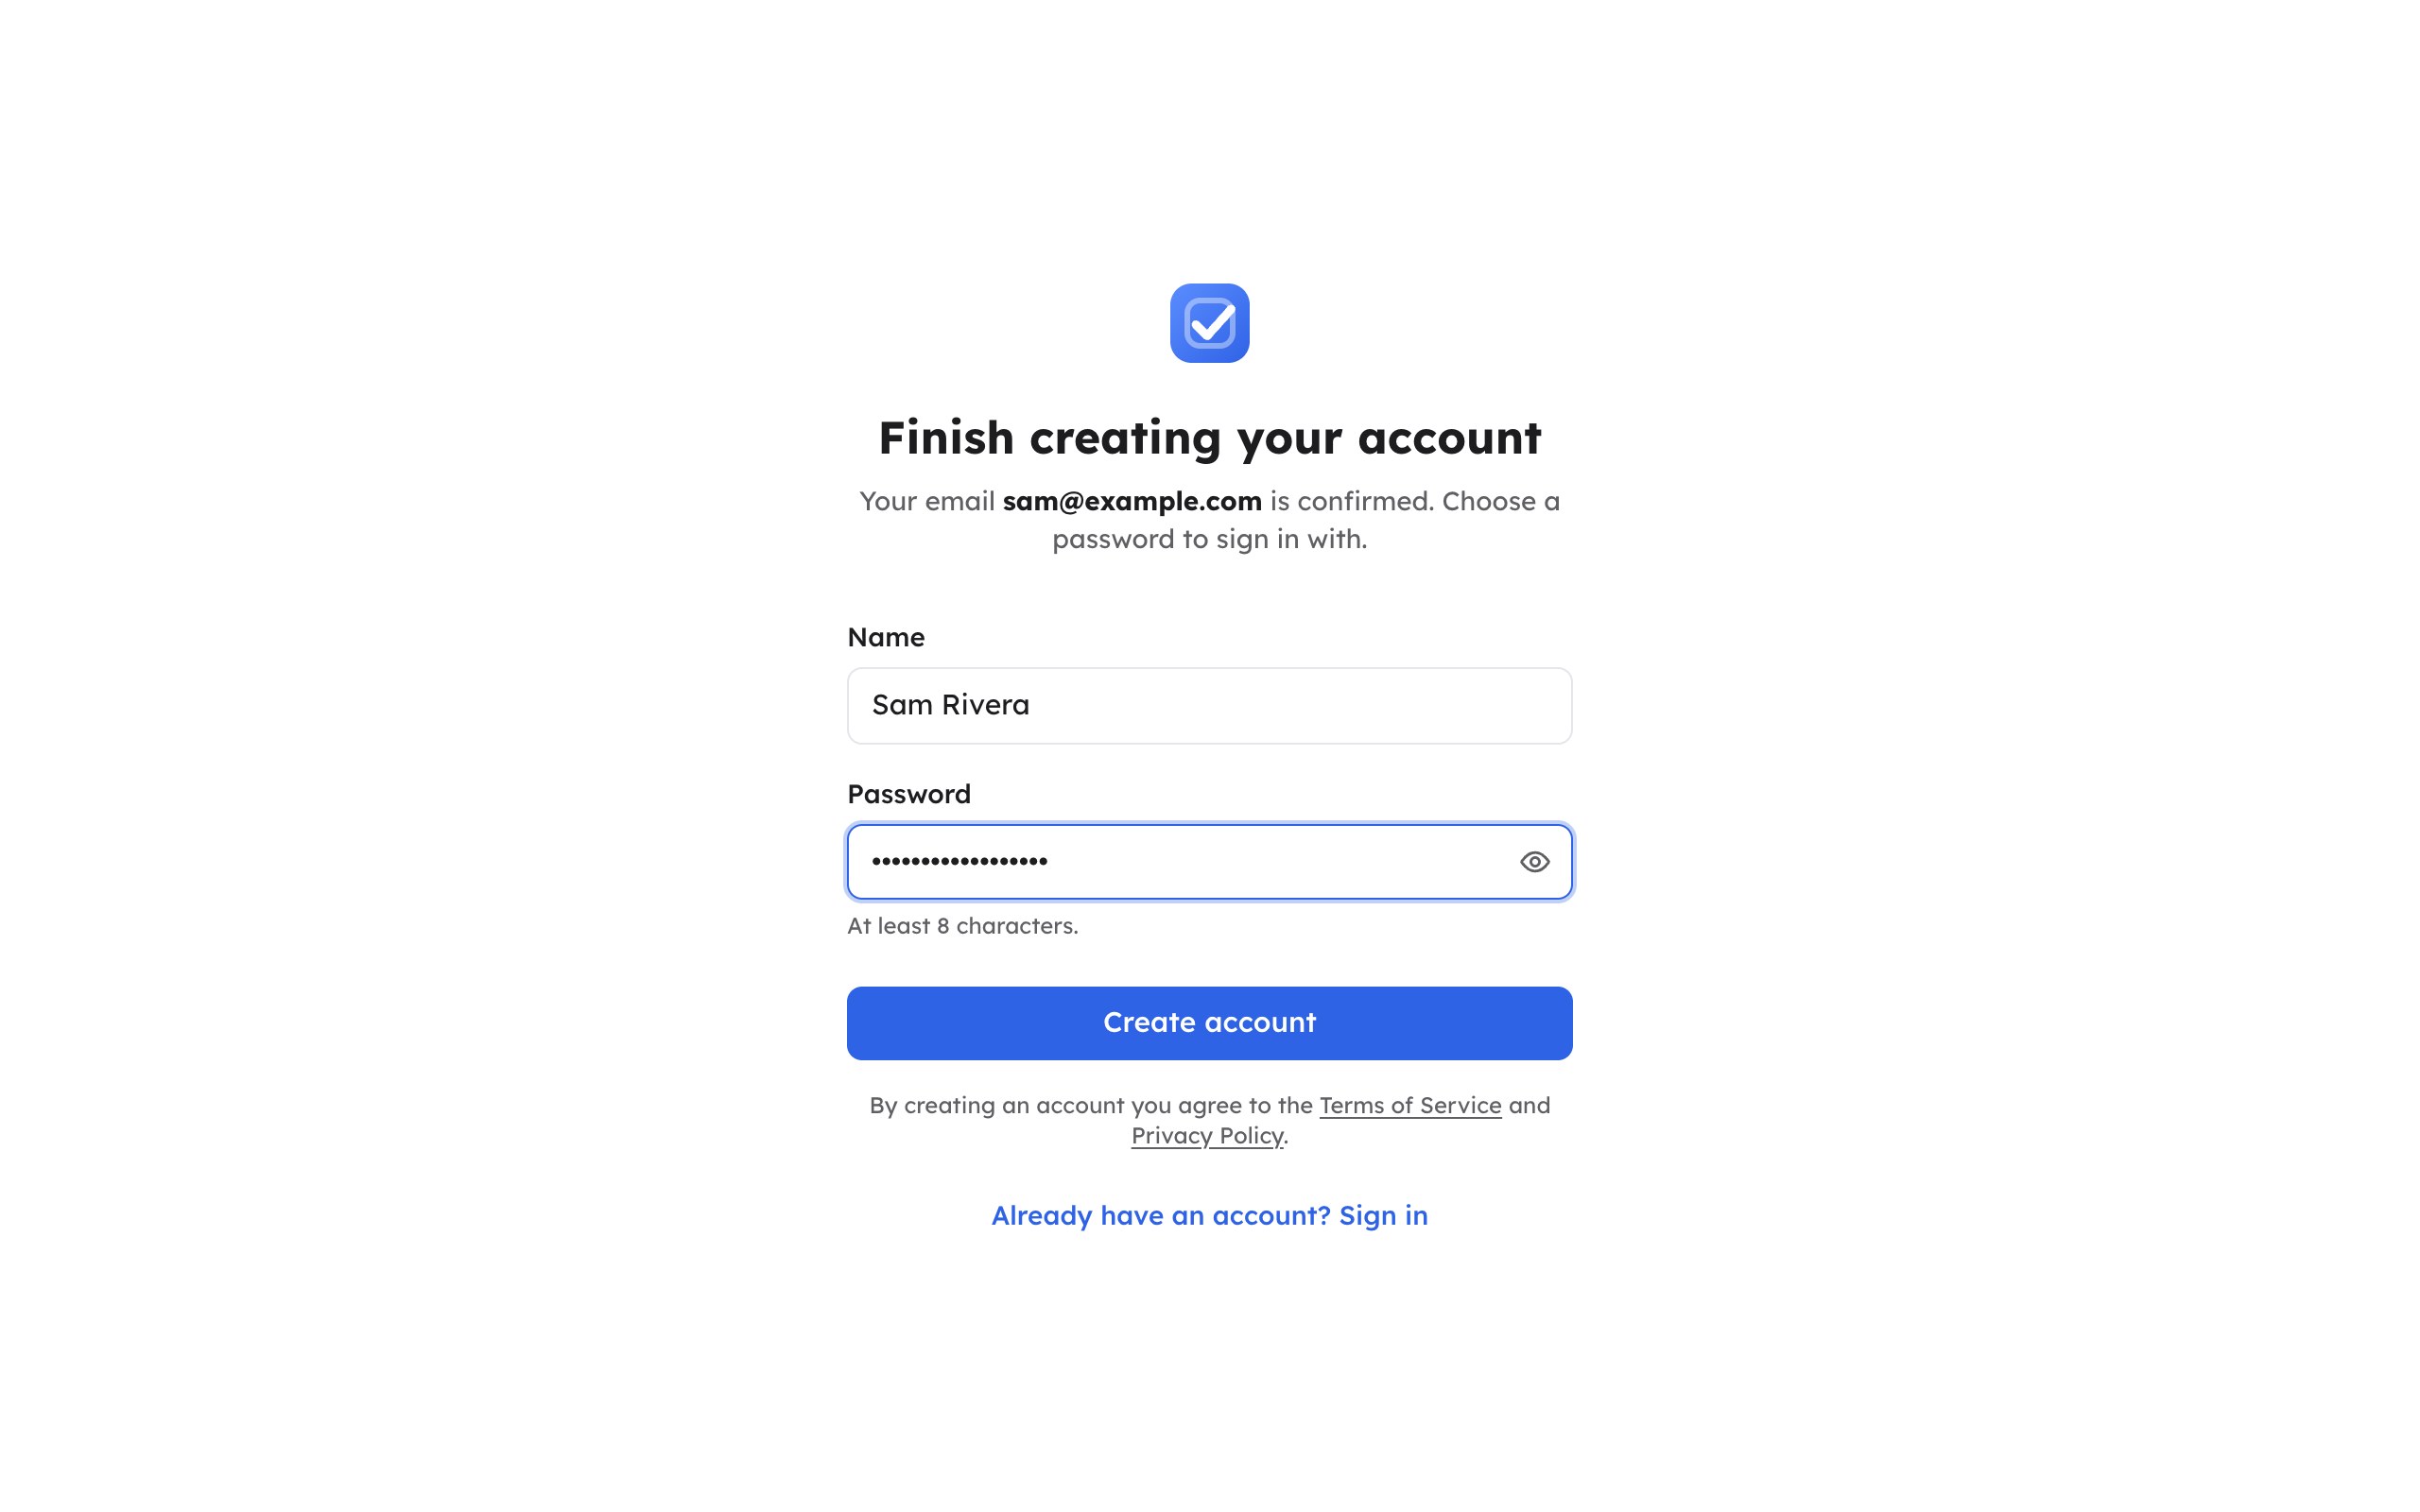 Finish creating your account
Your email sam@example.com is confirmed. Choose a
password to sign in with.
Name
Sam Rivera
Password
••••••••••••••••••
At least 8 characters.
Create account
By creating an account you agree to the Terms of Service and
Privacy Policy.
Already have an account? Sign in